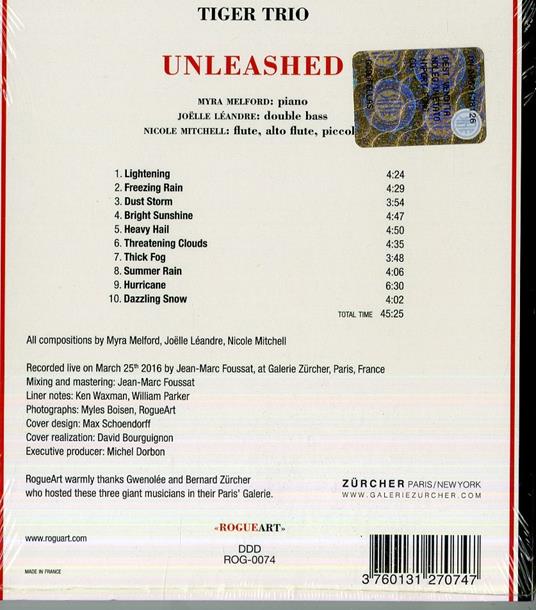 TIGER TRIO
UNLEASHED
MYRA MELFORD: piano
JOËLLE LÉANDRE: double bass
NICOLE MITCHELL: flute, alto flute, piccol
1. Lightening 4:24
2. Freezing Rain 4:29
3. Dust Storm 3:54
4. Bright Sunshine 4:47
5. Heavy Hail 4:50
6. Threatening Clouds 4:35
7. Thick Fog 3:48
8. Summer Rain 4:06
9. Hurricane 6:30
10. Dazzling Snow 4:02
TOTAL TIME 45:25
All compositions by Myra Melford, Joëlle Léandre, Nicole Mitchell
Recorded live on March 25th 2016 by Jean-Marc Foussat, at Galerie Zürcher, Paris, France
Mixing and mastering: Jean-Marc Foussat
Liner notes: Ken Waxman, William Parker
Photographs: Myles Boisen, RogueArt
Cover design: Max Schoendorff
Cover realization: David Bourguignon
Executive producer: Michel Dorbon
RogueArt warmly thanks Gwenolée and Bernard Zürcher
who hosted these three giant musicians in their Paris' Galerie.
ZÜRCHER PARIS/NEW YORK
WWW.GALERIEZURCHER.COM
«ROGUEART»
www.roguart.com
DDD
ROG-0074
MADE IN FRANCE
3 760131 270747